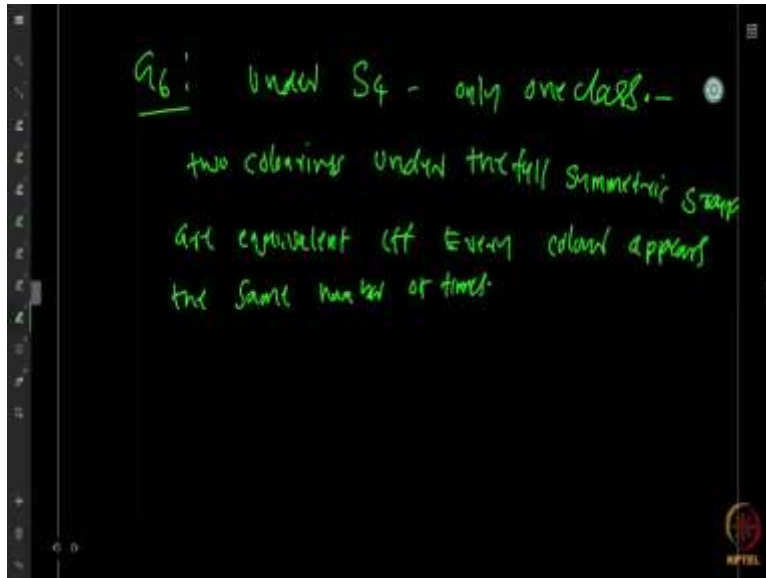 G6: Under S4 - only one class. -
two colourings under the full symmetric group
are equivalent iff Every colour appears
the same number of times.
NPTEL